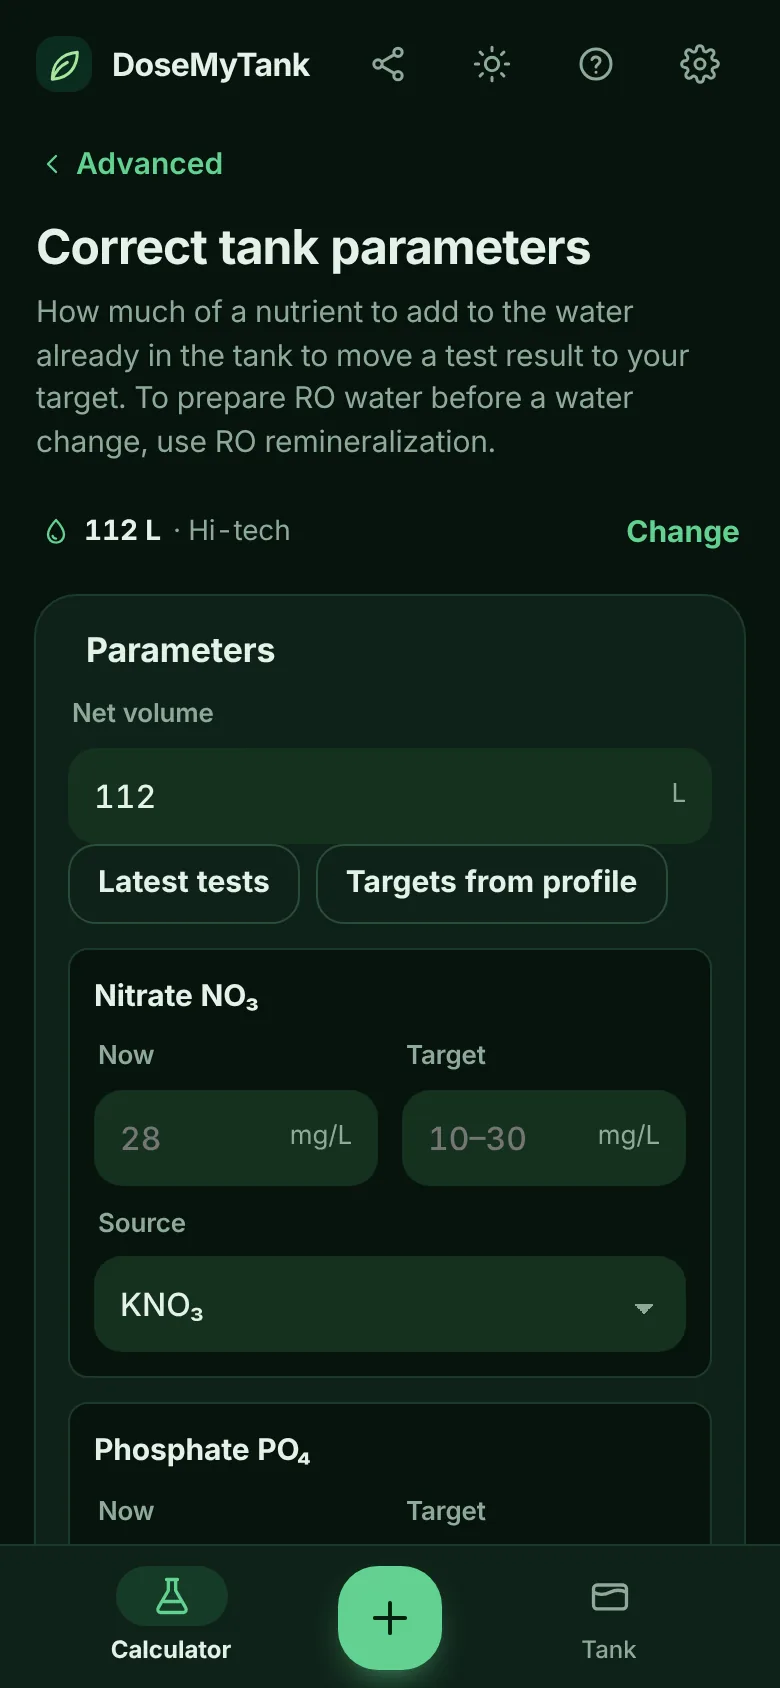 DoseMyTank
Advanced
Correct tank parameters
How much of a nutrient to add to the water
already in the tank to move a test result to your
target. To prepare RO water before a water
change, use RO remineralization.
112 L · Hi-tech
Change
Parameters
Net volume
112 L
Latest tests
Targets from profile
Nitrate NO₃
Now Target
28 mg/L 10–30 mg/L
Source
KNO₃
Phosphate PO₄
Now Target
Calculator Tank